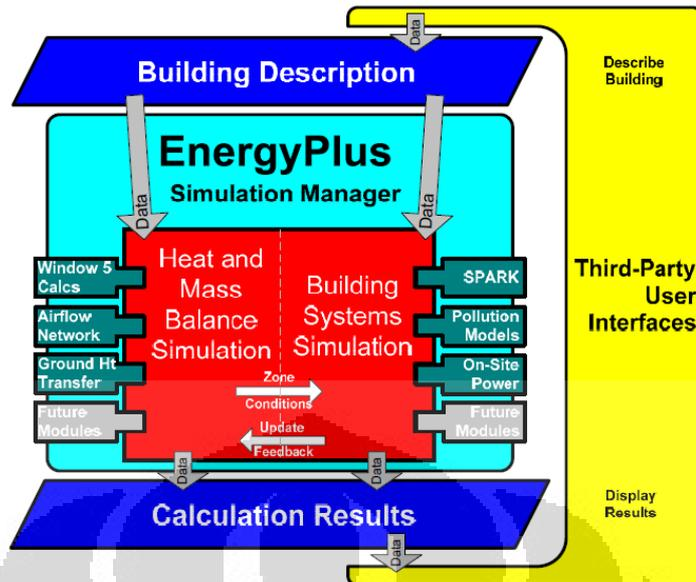 Data
Building Description
Describe
Building
EnergyPlus
Simulation Manager
Data
Data
Window 5
Calcs
Airflow
Network
Ground Ht
Transfer
Future
Modules
Heat and
Mass
Balance
Simulation
Building
Systems
Simulation
Zone
Conditions
Update
Feedback
SPARK
Pollution
Models
On-Site
Power
Future
Modules
Third-Party
User
Interfaces
Data
Data
Calculation Results
Display
Results
Data